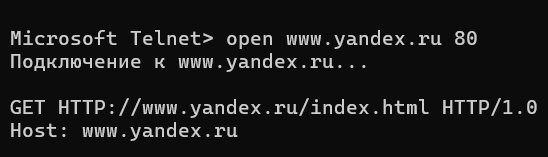 Microsoft Telnet> open www.yandex.ru 80
Подключение к www.yandex.ru...
GET HTTP://www.yandex.ru/index.html HTTP/1.0
Host: www.yandex.ru